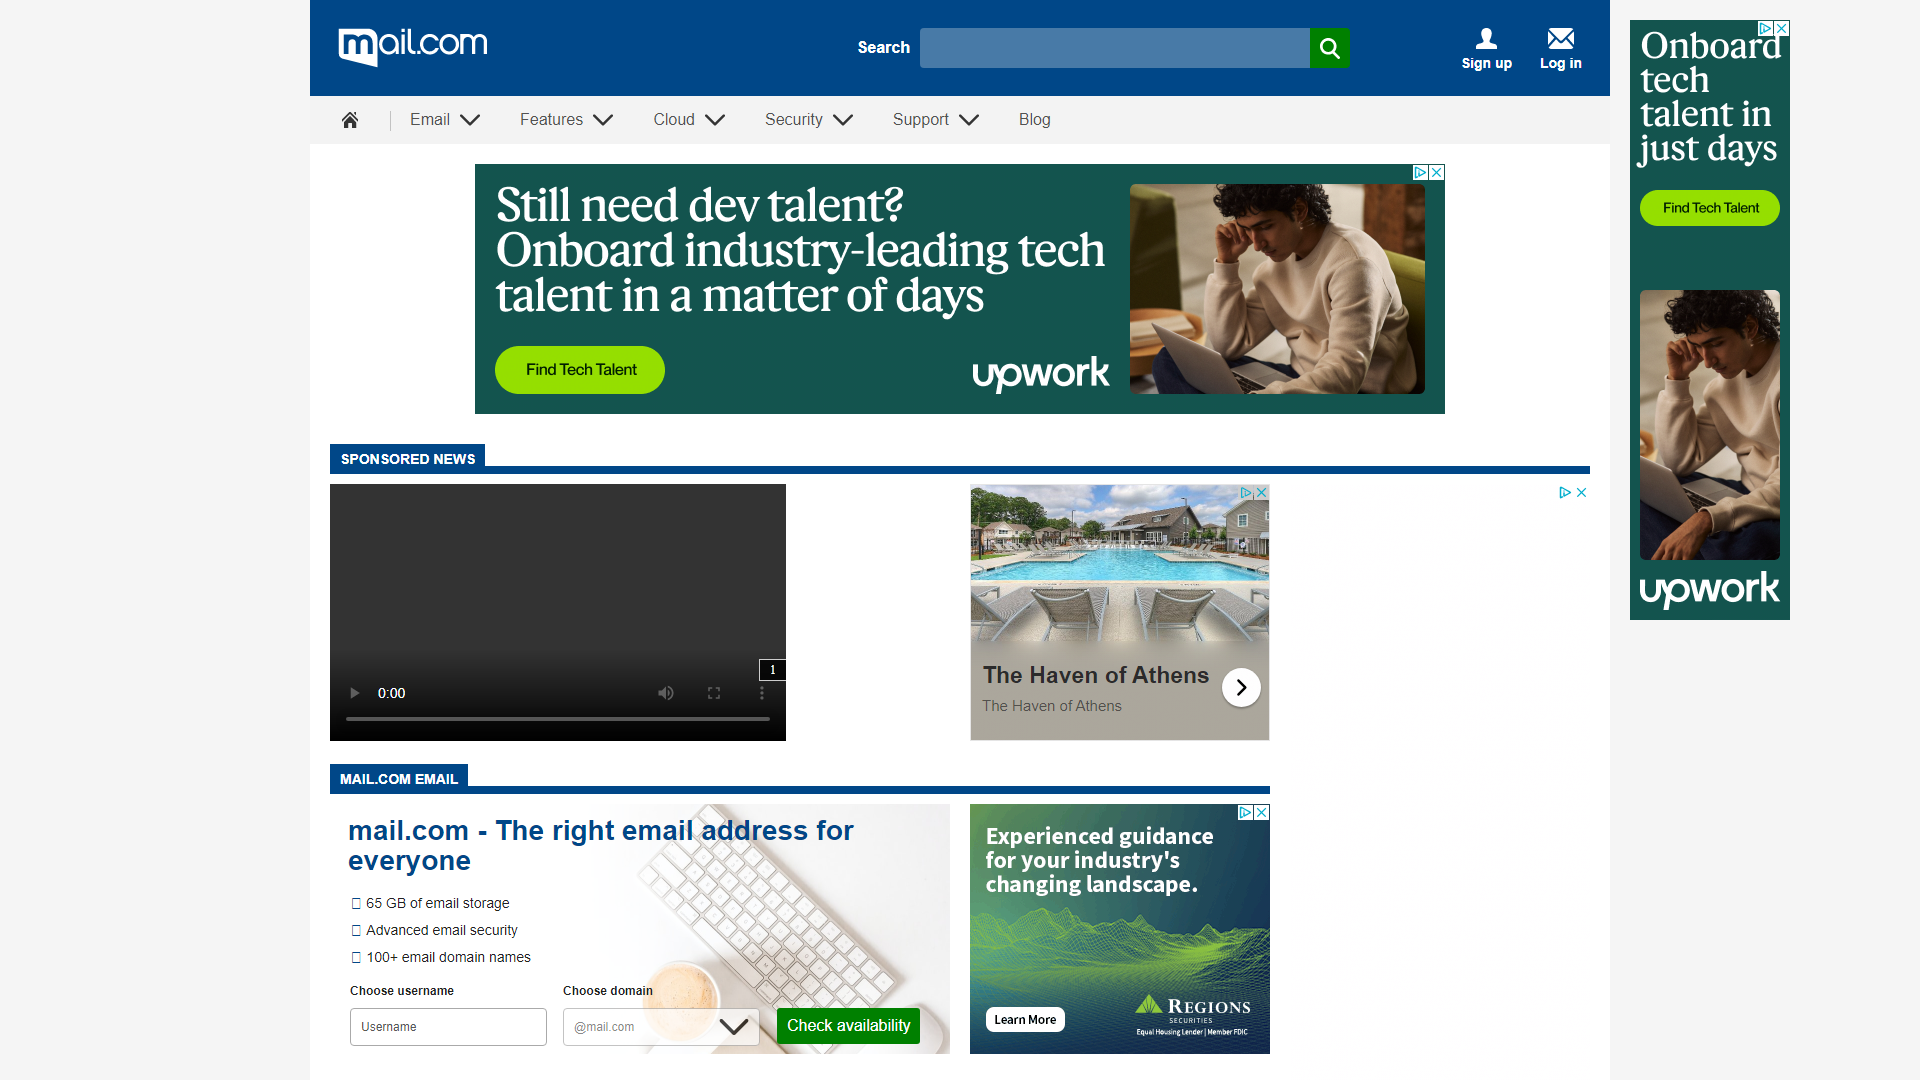 mail.com
Search
Sign up
Log in
Email
Features
Cloud
Security
Support
Blog
Still need dev talent?
Onboard industry-leading tech
talent in a matter of days
Find Tech Talent
upwork
Onboard
tech
talent in
just days
Find Tech Talent
upwork
SPONSORED NEWS
1
0:00
The Haven of Athens
The Haven of Athens
MAIL.COM EMAIL
mail.com - The right email address for
everyone
65 GB of email storage
Advanced email security
100+ email domain names
Choose username
Choose domain
Username
@mail.com
Check availability
Experienced guidance
for your industry's
changing landscape.
Learn More
REGIONS
SECURITIES
Equal Housing Lender | Member FDIC